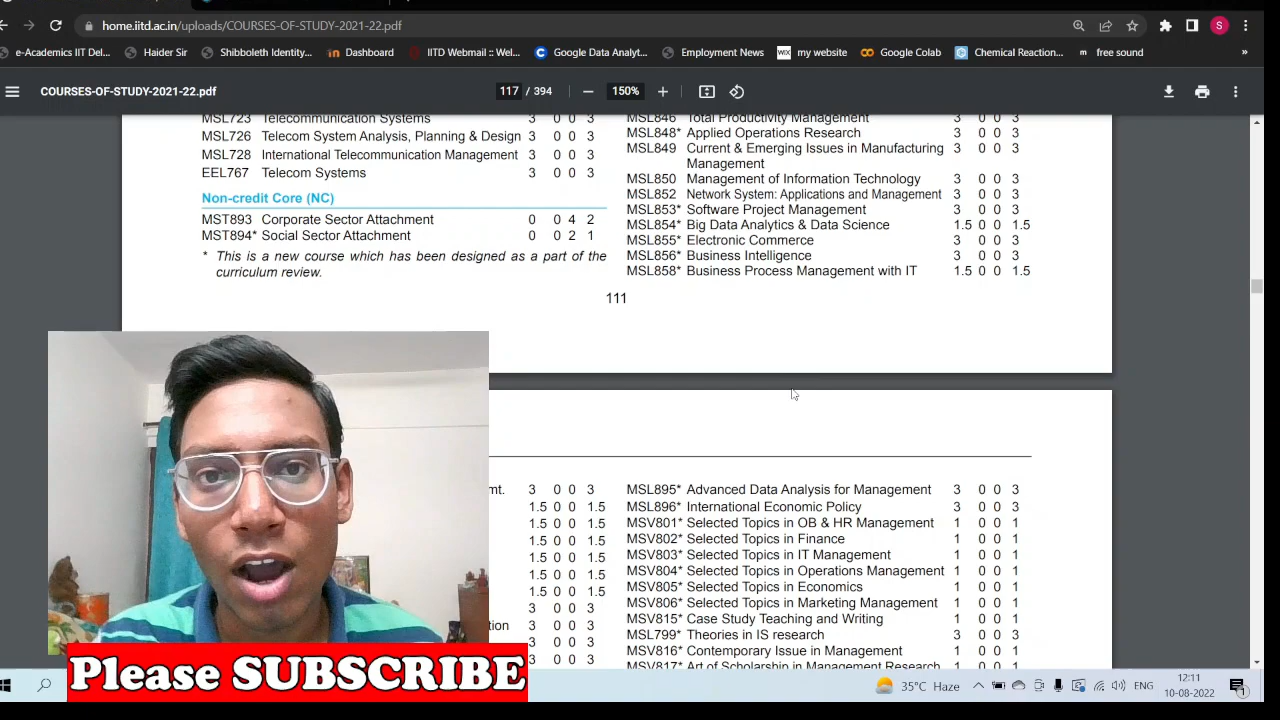 home.iitd.ac.in/uploads/COURSES-OF-STUDY-2021-22.pdf
S
e-Academics IIT Del...
Haider Sir
Shibboleth Identity...
Dashboard
IITD Webmail :: Wel...
Google Data Analyt...
Employment News
WIX my website
Google Colab
Chemical Reaction...
m free sound
»
COURSES-OF-STUDY-2021-22.pdf
117 / 394
150%
MSL723 Telecommunication Systems 3 0 0 3
MSL726 Telecom System Analysis, Planning & Design 3 0 0 3
MSL728 International Telecommunication Management 3 0 0 3
EEL767 Telecom Systems 3 0 0 3
Non-credit Core (NC)
MST893 Corporate Sector Attachment 0 0 4 2
MST894* Social Sector Attachment 0 0 2 1
* This is a new course which has been designed as a part of the
curriculum review.
MSL846 Total Productivity Management 3 0 0 3
MSL848* Applied Operations Research 3 0 0 3
MSL849 Current & Emerging Issues in Manufacturing 3 0 0 3
Management
MSL850 Management of Information Technology 3 0 0 3
MSL852 Network System: Applications and Management 3 0 0 3
MSL853* Software Project Management 3 0 0 3
MSL854* Big Data Analytics & Data Science 1.5 0 0 1.5
MSL855* Electronic Commerce 3 0 0 3
MSL856* Business Intelligence 3 0 0 3
MSL858* Business Process Management with IT 1.5 0 0 1.5
111
mt. 3 0 0 3
1.5 0 0 1.5
1.5 0 0 1.5
1.5 0 0 1.5
1.5 0 0 1.5
1.5 0 0 1.5
1.5 0 0 1.5
3 0 0 3
tion 3 0 0 3
3 0 0 3
3 0 0 3
MSL895* Advanced Data Analysis for Management 3 0 0 3
MSL896* International Economic Policy 3 0 0 3
MSV801* Selected Topics in OB & HR Management 1 0 0 1
MSV802* Selected Topics in Finance 1 0 0 1
MSV803* Selected Topics in IT Management 1 0 0 1
MSV804* Selected Topics in Operations Management 1 0 0 1
MSV805* Selected Topics in Economics 1 0 0 1
MSV806* Selected Topics in Marketing Management 1 0 0 1
MSV815* Case Study Teaching and Writing 1 0 0 1
MSL799* Theories in IS research 3 0 0 3
MSV816* Contemporary Issue in Management 1 0 0 1
MSV817* Art of Scholarship in Management Research 1 0 0 1
Please SUBSCRIBE
35°C Haze
ENG
12:11
10-08-2022
1